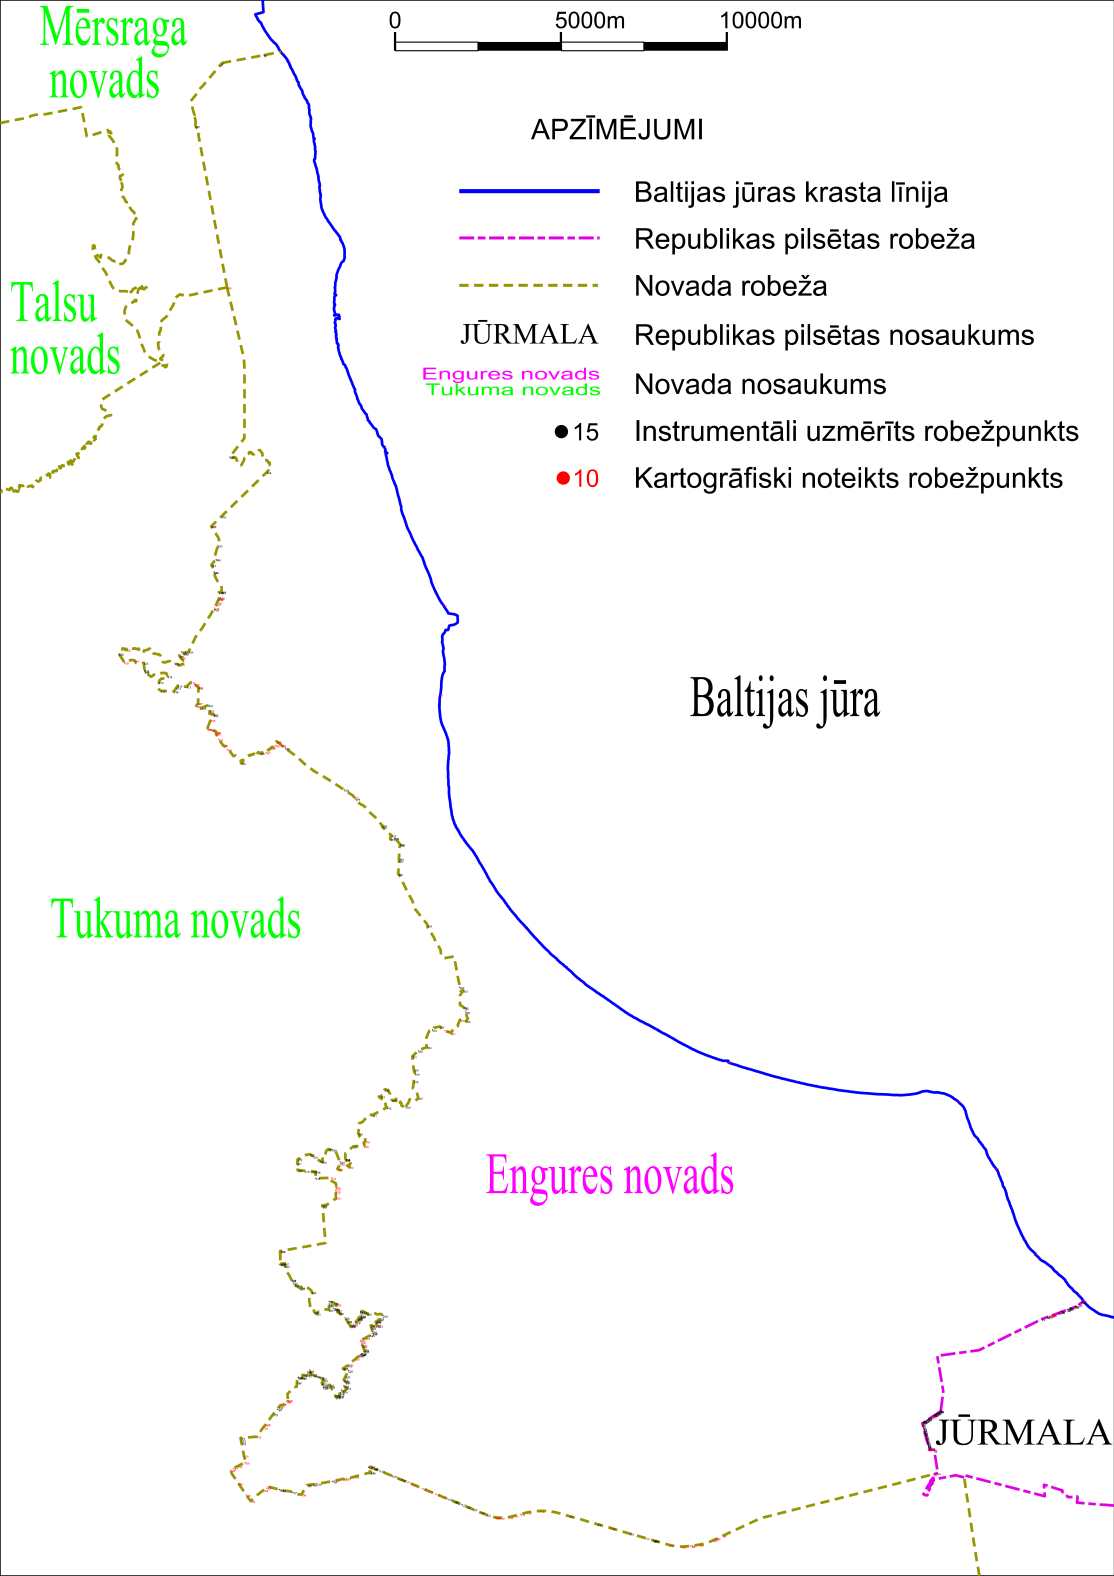 Mērsraga
novads
0 5000m 10000m
APZĪMĒJUMI
Baltijas jūras krasta līnija
Republikas pilsētas robeža
Novada robeža
JŪRMALA Republikas pilsētas nosaukums
Engures novads
Tukuma novads
Novada nosaukums
15 Instrumentāli uzmērīts robežpunkts
10 Kartogrāfiski noteikts robežpunkts
Talsu
novads
Baltijas jūra
Tukuma novads
Engures novads
JŪRMALA